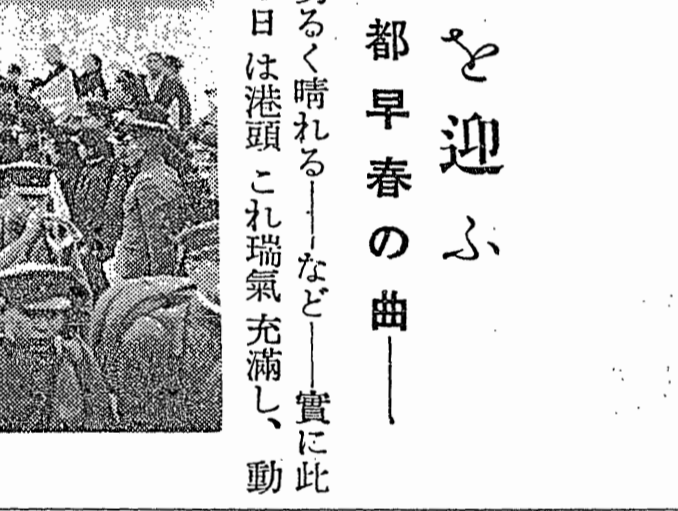 を迎ふ
都早春の曲――
るく晴れる――など――實に此
日は港頭これ瑞氣充滿し、動